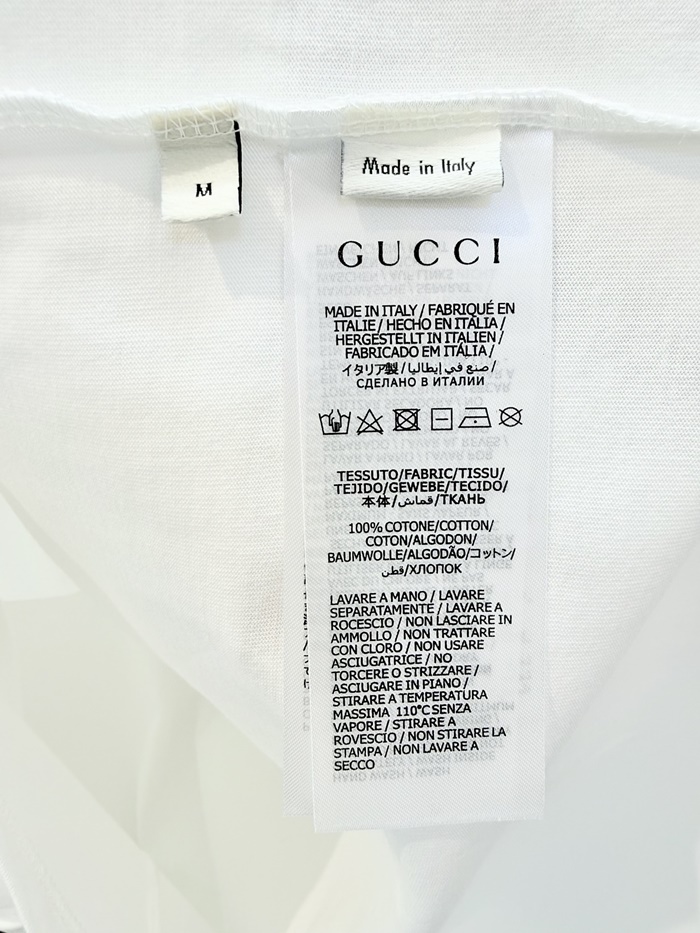 M
Made in Italy
GUCCI
MADE IN ITALY / FABRIQUÉ EN
ITALIE / HECHO EN ITALIA /
HERGESTELLT IN ITALIEN /
FABRICADO EM ITÁLIA /
イタリア製 / صنع في إيطاليا /
СДЕЛАНО В ИТАЛИИ
TESSUTO/FABRIC/TISSU/
TEJIDO/GEWEBE/TECIDO/
本体/قماش/ТКАНЬ
100% COTONE/COTTON/
COTON/ALGODON/
BAUMWOLLE/ALGODÃO/コットン/
قطن/ХЛОПОК
LAVARE A MANO / LAVARE
SEPARATAMENTE / LAVARE A
ROCESCIO / NON LASCIARE IN
AMMOLLO / NON TRATTARE
CON CLORO / NON USARE
ASCIUGATRICE / NO
TORCERE O STRIZZARE /
ASCIUGARE IN PIANO /
STIRARE A TEMPERATURA
MASSIMA 110°C SENZA
VAPORE / STIRARE A
ROVESCIO / NON STIRARE LA
STAMPA / NON LAVARE A
SECCO